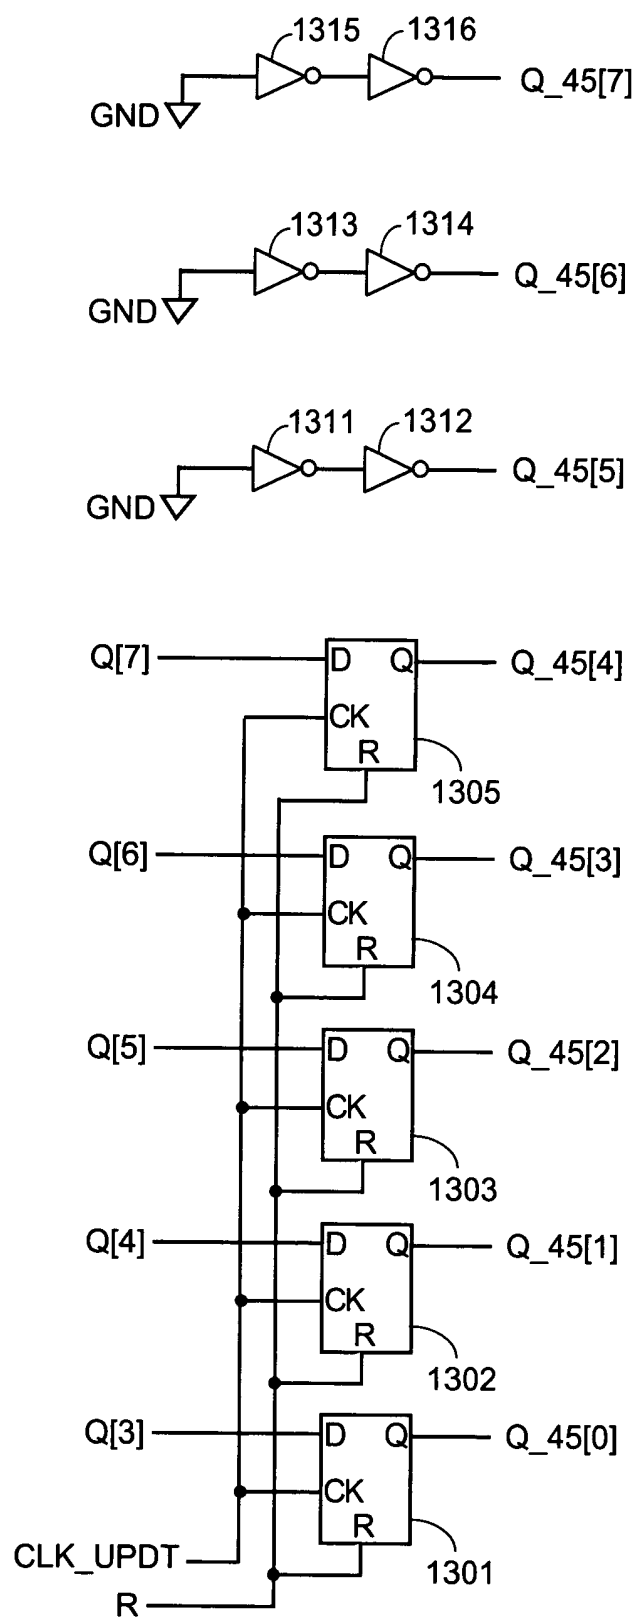 1315 1316
GND Q_45[7]
1313 1314
GND Q_45[6]
1311 1312
GND Q_45[5]
Q[7] D Q Q_45[4]
CK
R
1305
Q[6] D Q Q_45[3]
CK
R
1304
Q[5] D Q Q_45[2]
CK
R
1303
Q[4] D Q Q_45[1]
CK
R
1302
Q[3] D Q Q_45[0]
CK
R
CLK_UPDT 1301
R